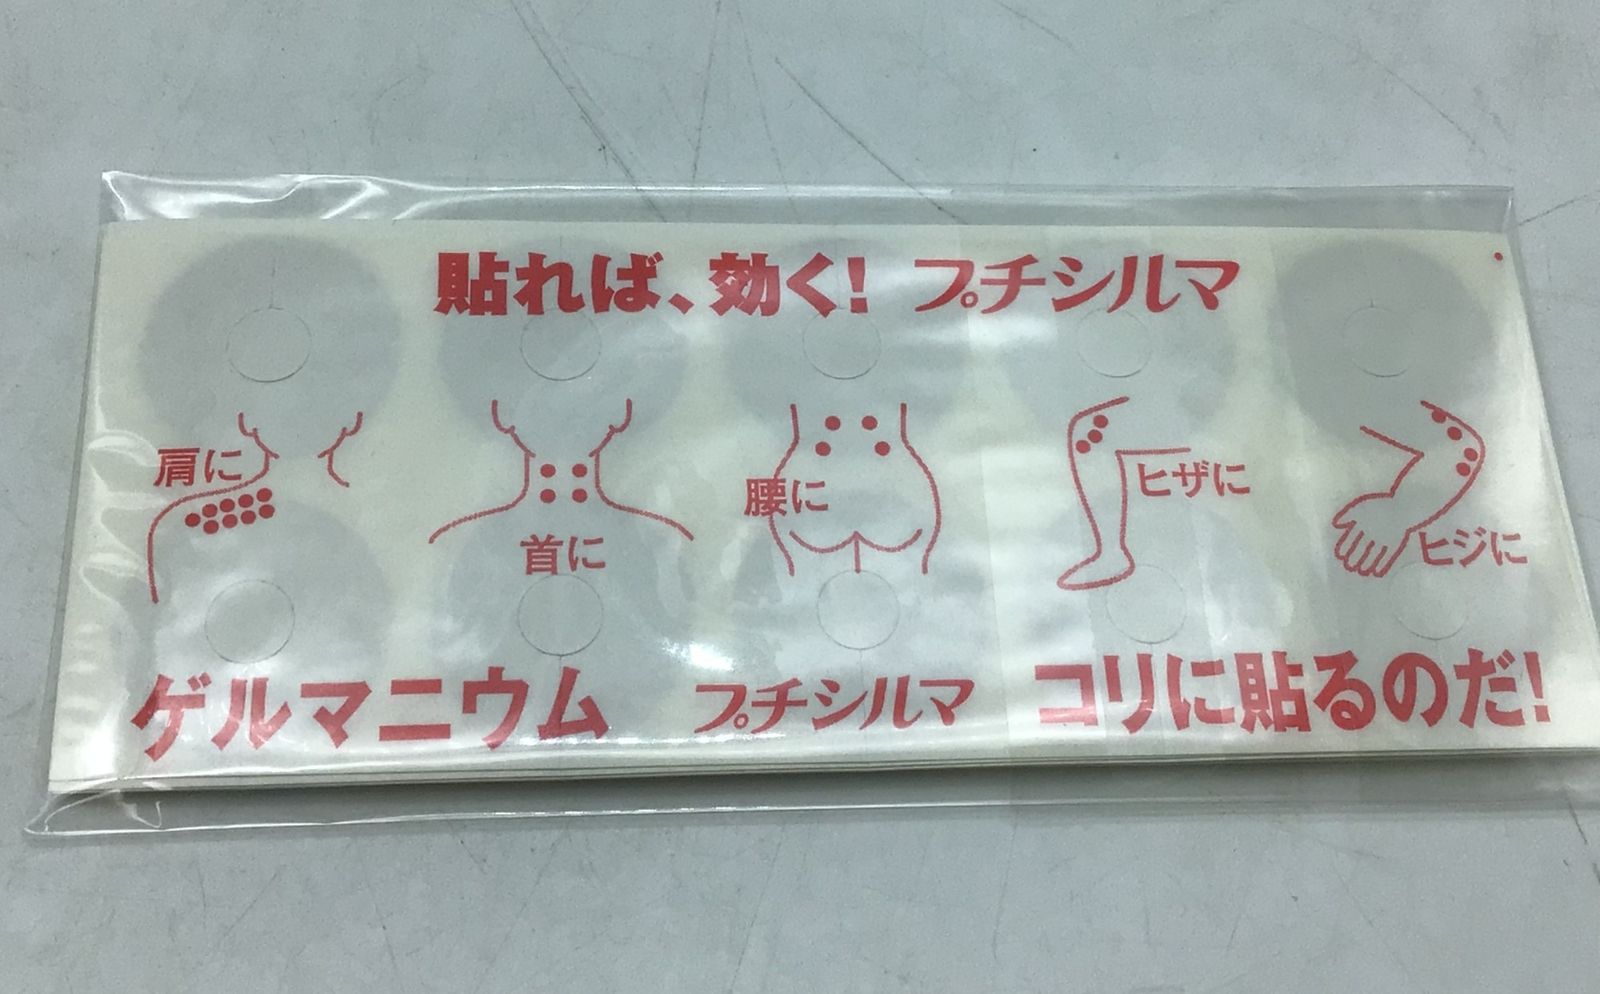 貼れば、効く！ プチシルマ
肩に
首に
腰に
ヒザに
ヒジに
ゲルマニウム プチシルマ コリに貼るのだ！